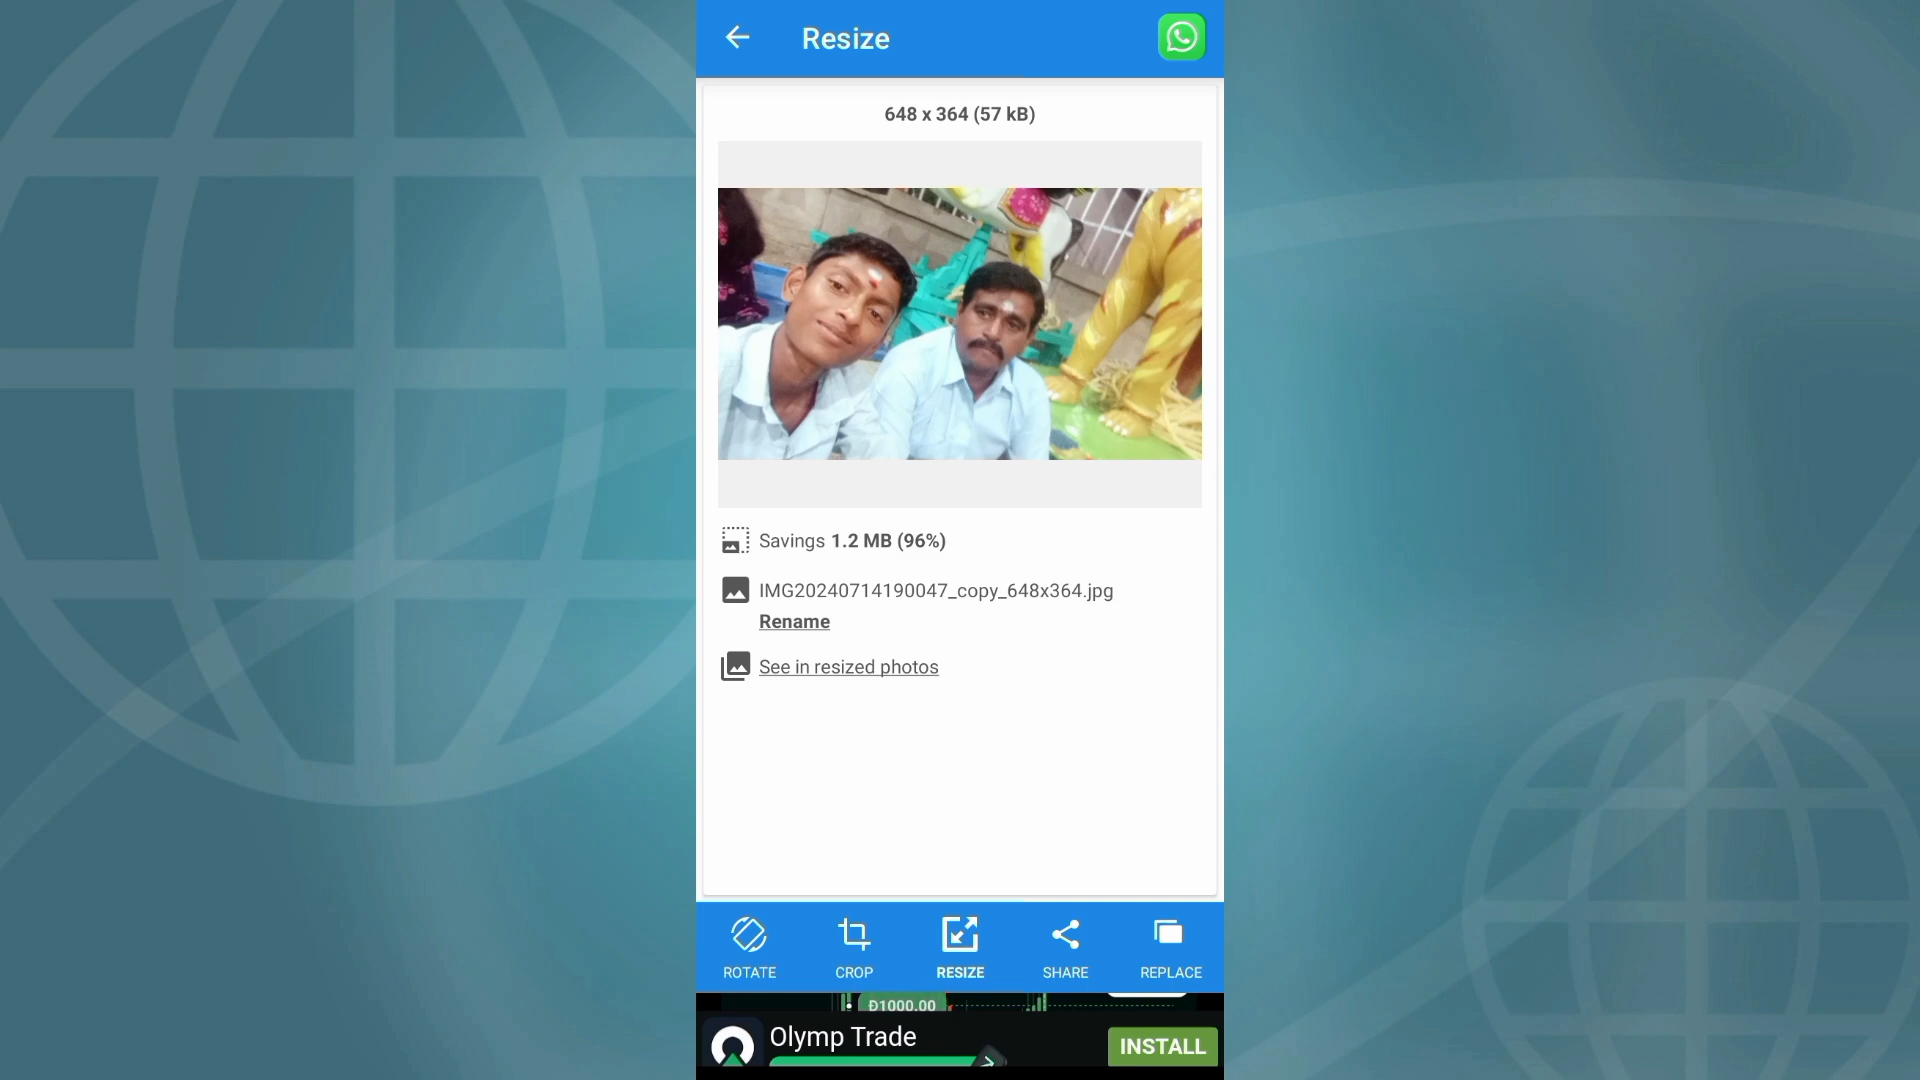 Resize
648 x 364 (57 kB)
Savings 1.2 MB (96%)
IMG20240714190047_copy_648x364.jpg
Rename
See in resized photos
ROTATE CROP RESIZE SHARE REPLACE
Đ1000.00
Olymp Trade
INSTALL